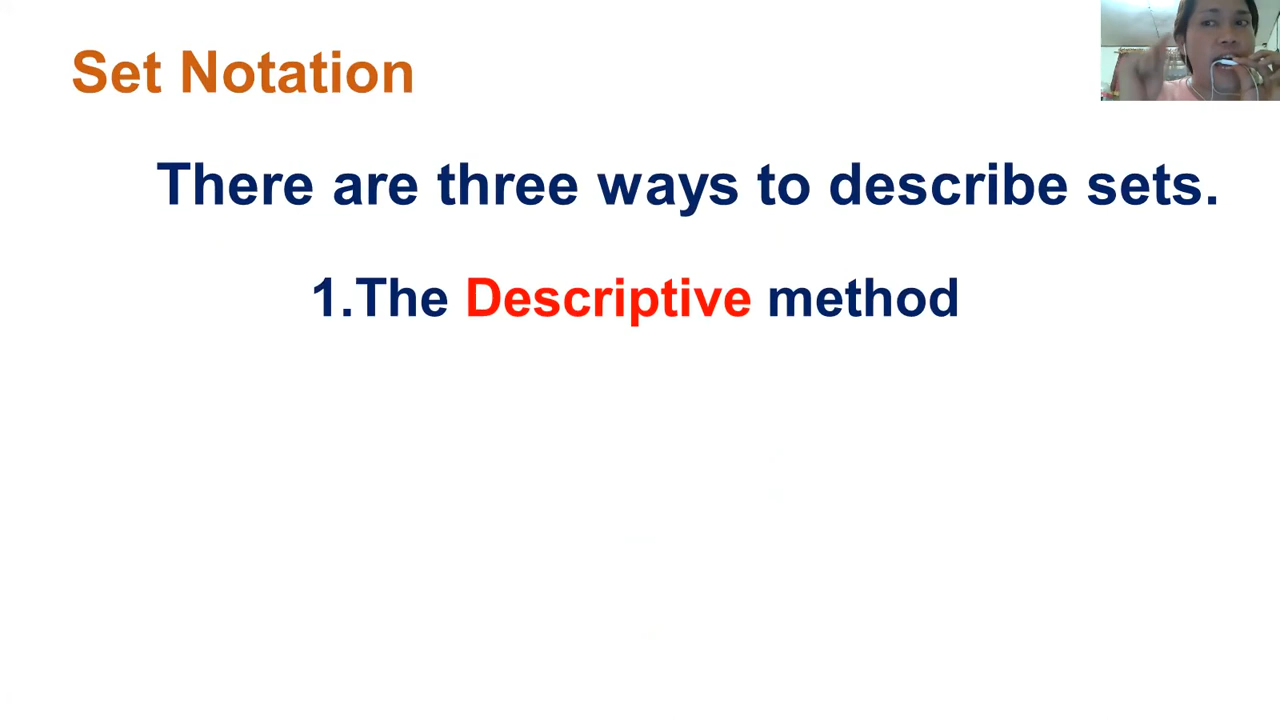 Set Notation
There are three ways to describe sets.
1.The Descriptive method